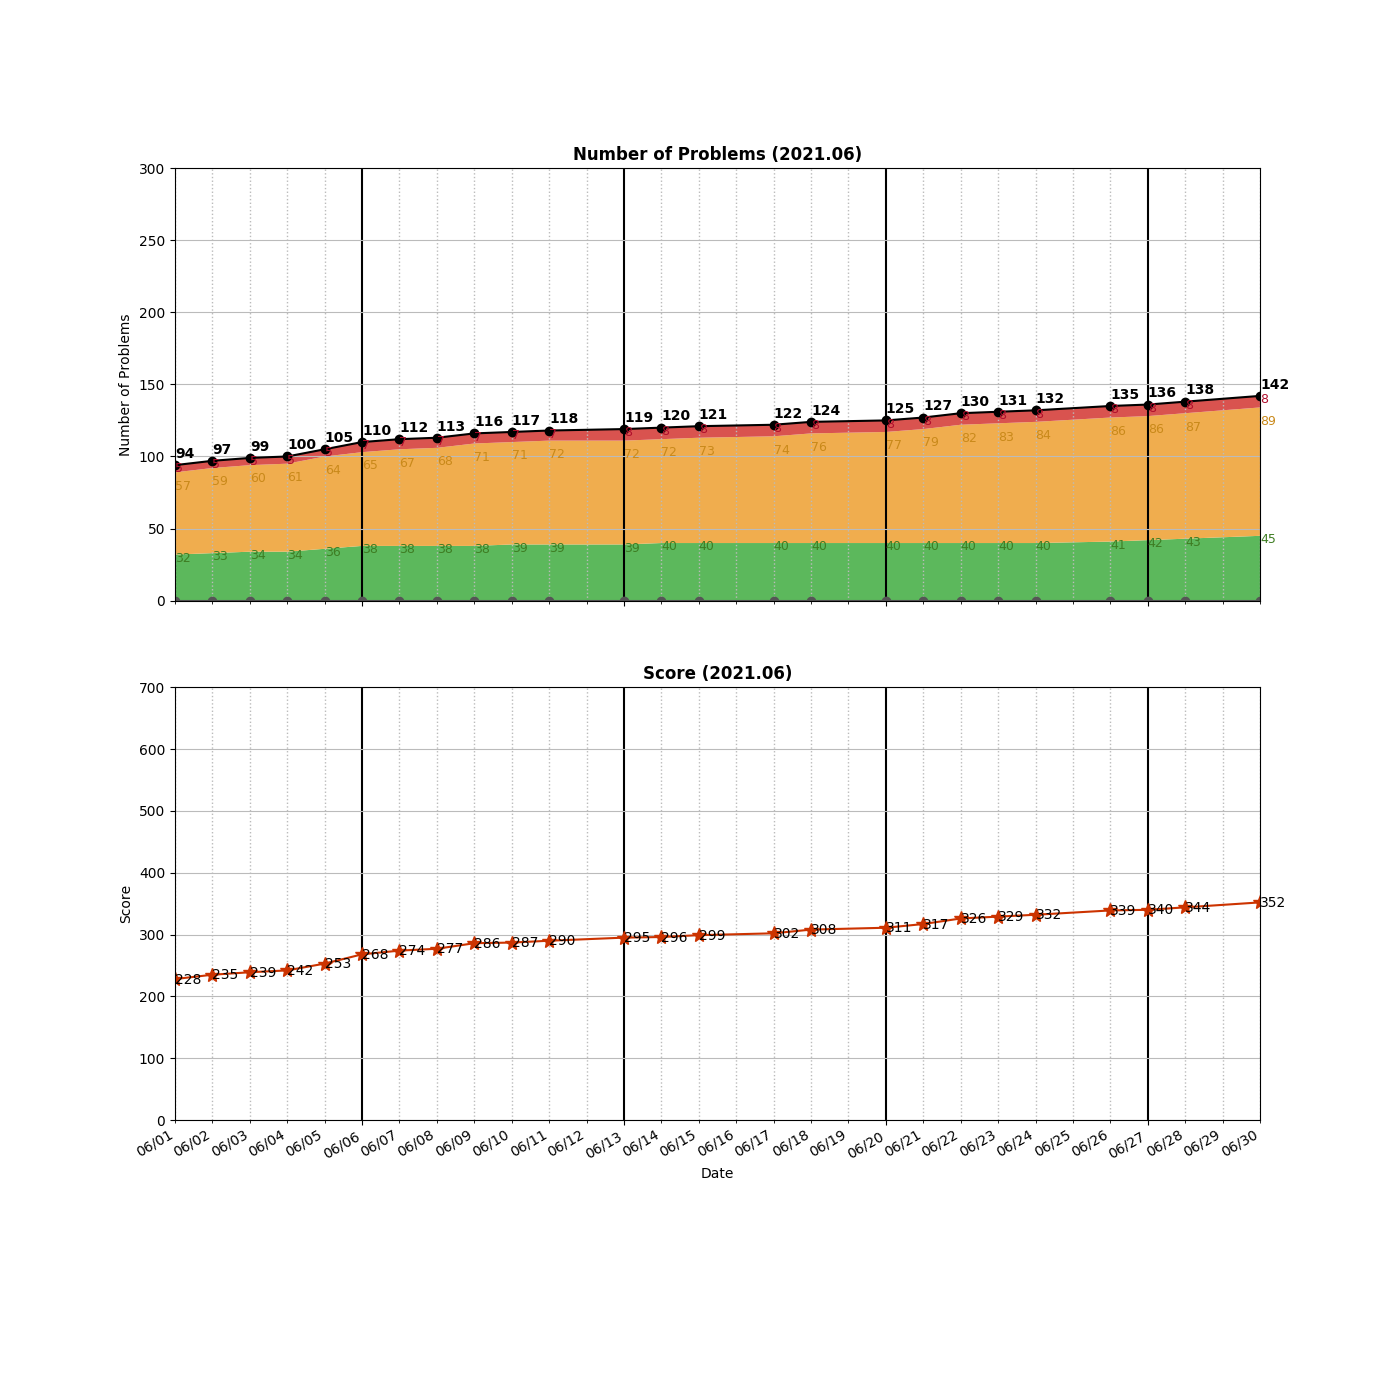 Number of Problems (2021.06)
300
250
200
150
100
50
0
Number of Problems
94 97 99 100 105 110 112 113 116 117 118 119 120 121 122 124 125 127 130 131 132 135 136 138 142
8
57 59 60 61 64 65 67 68 71 71 72 72 72 73 74 76 77 79 82 83 84 86 86 87 89
32 33 34 34 36 38 38 38 38 39 39 39 40 40 40 40 40 40 40 40 40 41 42 43 45
Score (2021.06)
700
600
500
400
300
200
100
0
Score
228 235 239 242 253 268 274 277 286 287 290 295 296 299 302 308 311 317 326 329 332 339 340 344 352
06/01 06/02 06/03 06/04 06/05 06/06 06/07 06/08 06/09 06/10 06/11 06/12 06/13 06/14 06/15 06/16 06/17 06/18 06/19 06/20 06/21 06/22 06/23 06/24 06/25 06/26 06/27 06/28 06/29 06/30
Date